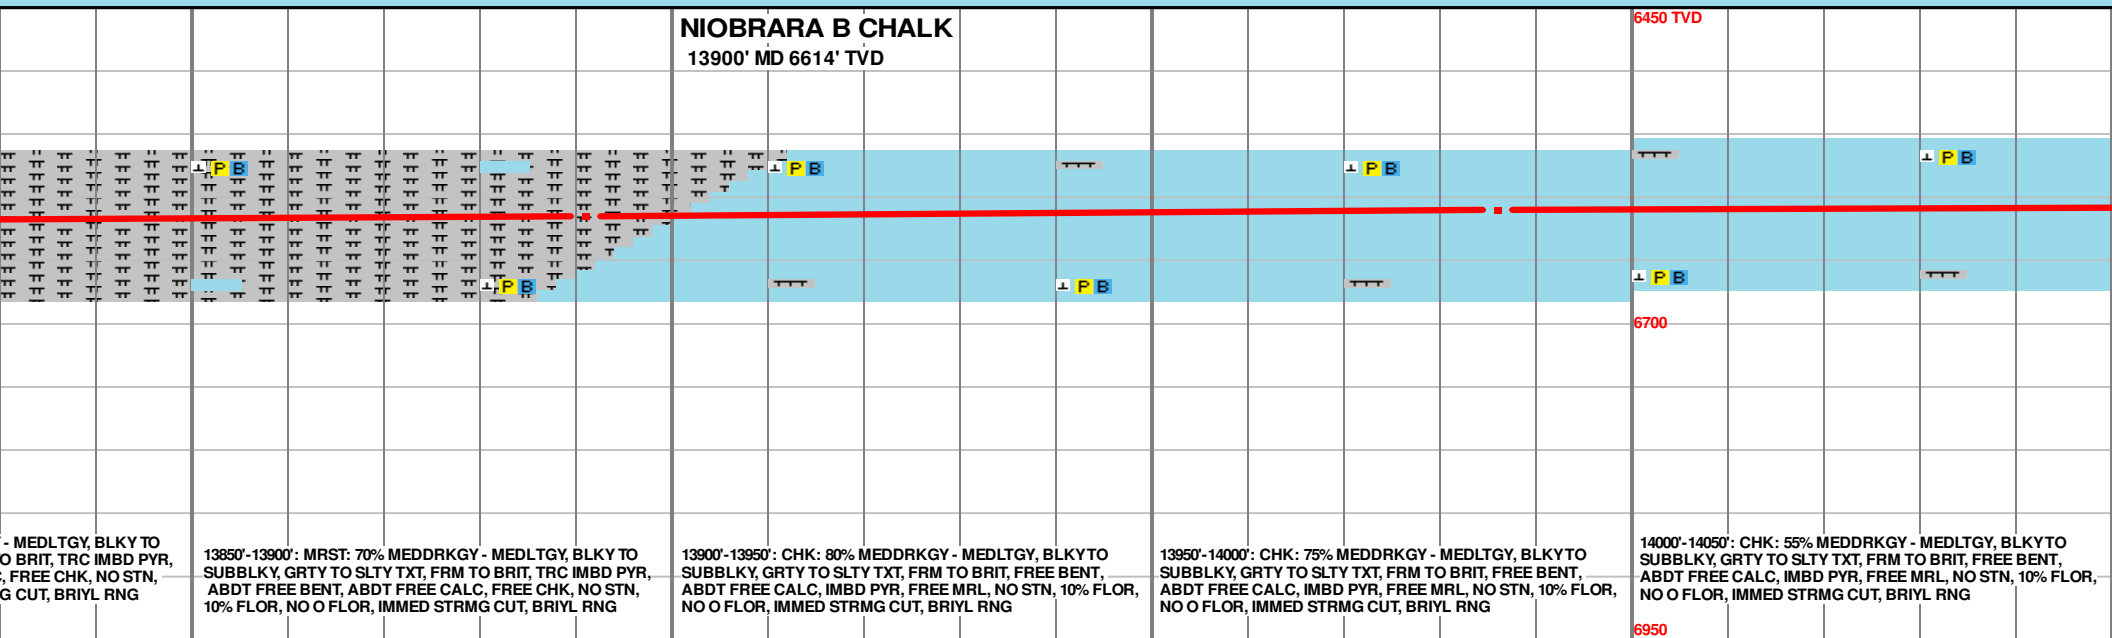 NIOBRARA B CHALK
13900' MD 6614' TVD
6450 TVD
P B
P B
P B
P B
P B
P B
P B
6700
- MEDLTGY, BLKY TO
O BRIT, TRC IMBD PYR,
, FREE CHK, NO STN,
G CUT, BRIYL RNG
13850'-13900': MRST: 70% MEDDRKGY - MEDLTGY, BLKY TO
SUBBLKY, GRTY TO SLTY TXT, FRM TO BRIT, TRC IMBD PYR,
ABDT FREE BENT, ABDT FREE CALC, FREE CHK, NO STN,
10% FLOR, NO O FLOR, IMMED STRMG CUT, BRIYL RNG
13900'-13950': CHK: 80% MEDDRKGY - MEDLTGY, BLKY TO
SUBBLKY, GRTY TO SLTY TXT, FRM TO BRIT, FREE BENT,
ABDT FREE CALC, IMBD PYR, FREE MRL, NO STN, 10% FLOR,
NO O FLOR, IMMED STRMG CUT, BRIYL RNG
13950'-14000': CHK: 75% MEDDRKGY - MEDLTGY, BLKY TO
SUBBLKY, GRTY TO SLTY TXT, FRM TO BRIT, FREE BENT,
ABDT FREE CALC, IMBD PYR, FREE MRL, NO STN, 10% FLOR,
NO O FLOR, IMMED STRMG CUT, BRIYL RNG
14000'-14050': CHK: 55% MEDDRKGY - MEDLTGY, BLKY TO
SUBBLKY, GRTY TO SLTY TXT, FRM TO BRIT, FREE BENT,
ABDT FREE CALC, IMBD PYR, FREE MRL, NO STN, 10% FLOR,
NO O FLOR, IMMED STRMG CUT, BRIYL RNG
6950